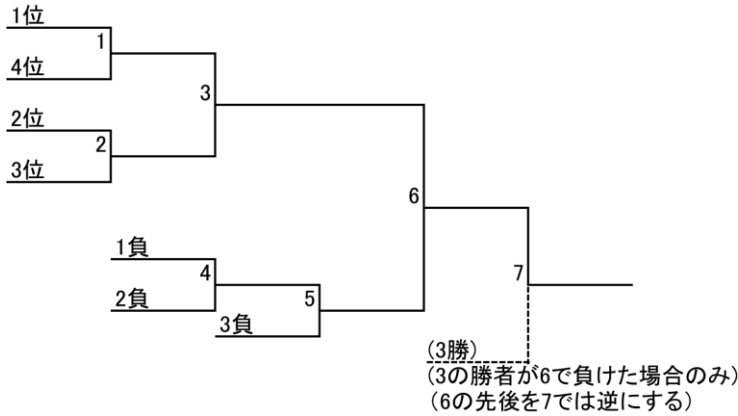 1位
1
4位
3
2位
2
3位
6
1負
4
7
2負
5
3負
(3勝)
(3の勝者が6で負けた場合のみ)
(6の先後を7では逆にする)